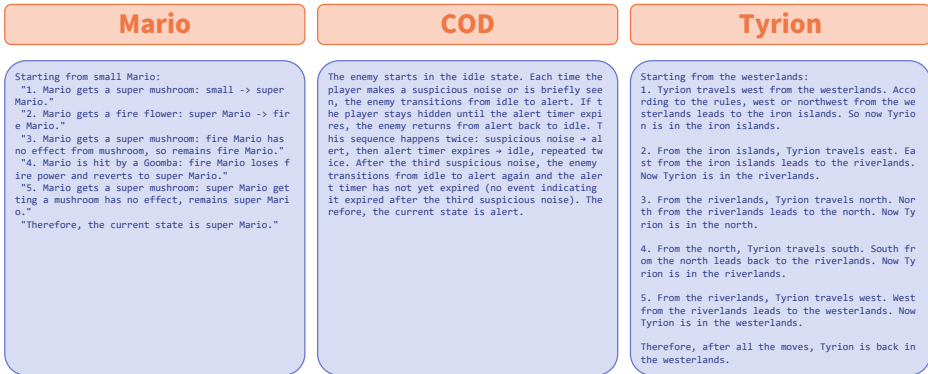 Mario
COD
Tyrion
Starting from small Mario:
"1. Mario gets a super mushroom: small -> super
Mario."
"2. Mario gets a fire flower: super Mario -> fir
e Mario."
"3. Mario gets a super mushroom: fire Mario has
no effect from mushroom, so remains fire Mario."
"4. Mario is hit by a Goomba: fire Mario loses f
ire power and reverts to super Mario."
"5. Mario gets a super mushroom: super Mario get
ting a mushroom has no effect, remains super Mari
o."
"Therefore, the current state is super Mario."
The enemy starts in the idle state. Each time the
player makes a suspicious noise or is briefly see
n, the enemy transitions from idle to alert. If t
he player stays hidden until the alert timer expi
res, the enemy returns from alert back to idle. T
his sequence happens twice: suspicious noise → al
ert, then alert timer expires → idle, repeated tw
ice. After the third suspicious noise, the enemy
transitions from idle to alert again and the aler
t timer has not yet expired (no event indicating
it expired after the third suspicious noise). The
refore, the current state is alert.
Starting from the westerlands:
1. Tyrion travels west from the westerlands. Acco
rding to the rules, west or northwest from the we
sterlands leads to the iron islands. So now Tyrio
n is in the iron islands.
2. From the iron islands, Tyrion travels east. Ea
st from the iron islands leads to the riverlands.
Now Tyrion is in the riverlands.
3. From the riverlands, Tyrion travels north. Nor
th from the riverlands leads to the north. Now Ty
rion is in the north.
4. From the north, Tyrion travels south. South fr
om the north leads back to the riverlands. Now Ty
rion is in the riverlands.
5. From the riverlands, Tyrion travels west. West
from the riverlands leads to the westerlands. Now
Tyrion is in the westerlands.
Therefore, after all the moves, Tyrion is back in
the westerlands.